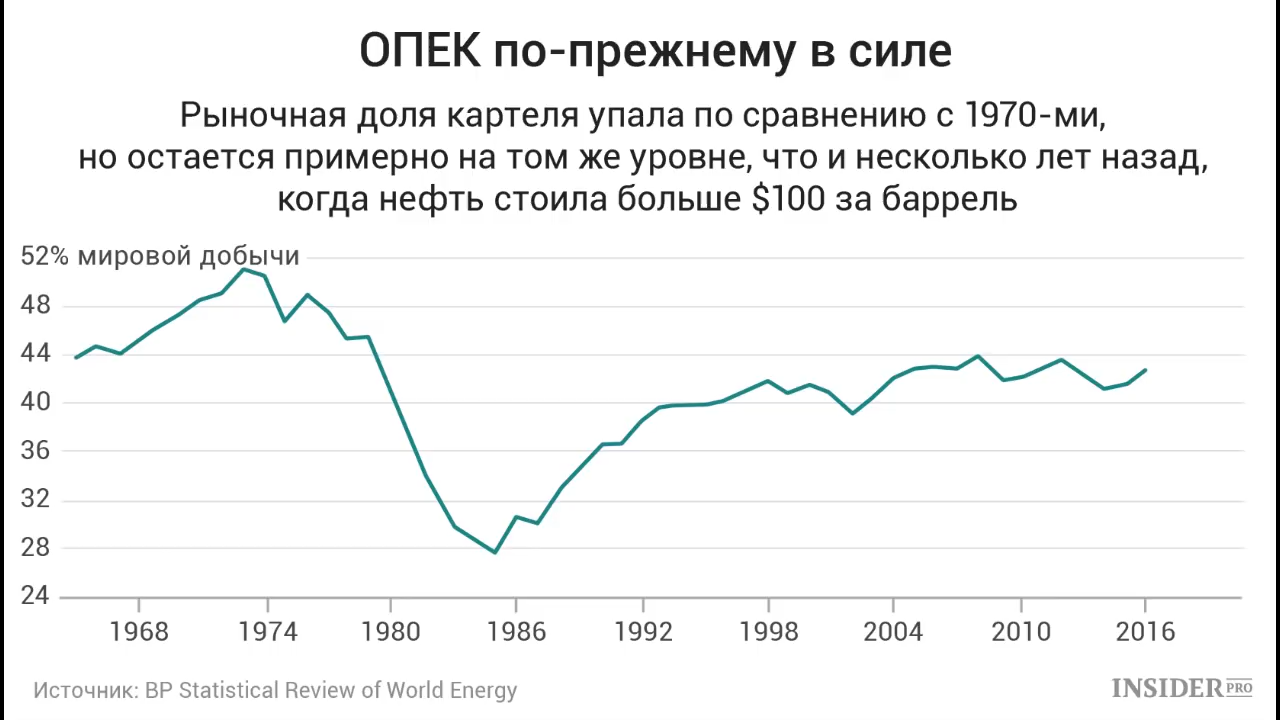 ОПЕК по-прежнему в силе
Рыночная доля картеля упала по сравнению с 1970-ми,
но остается примерно на том же уровне, что и несколько лет назад,
когда нефть стоила больше $100 за баррель
52% мировой добычи
48
44
40
36
32
28
24
1968 1974 1980 1986 1992 1998 2004 2010 2016
Источник: BP Statistical Review of World Energy
INSIDER PRO